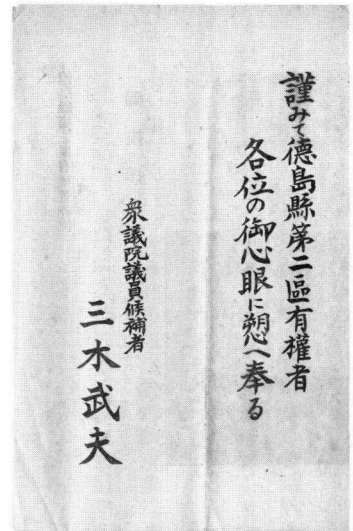 謹みて徳島縣第二區有權者
各位の御心眼に愬へ奉る
衆議院議員候補者
三木武夫